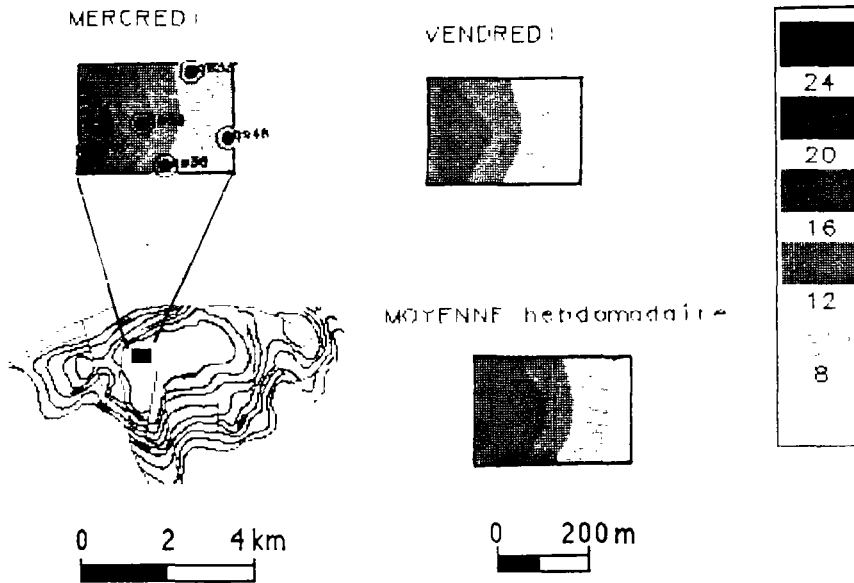 MERCREDI
VENDREDI
24
20
16
12
8
MOYENNE hebdomadaire
0 2 4 km
0 200 m